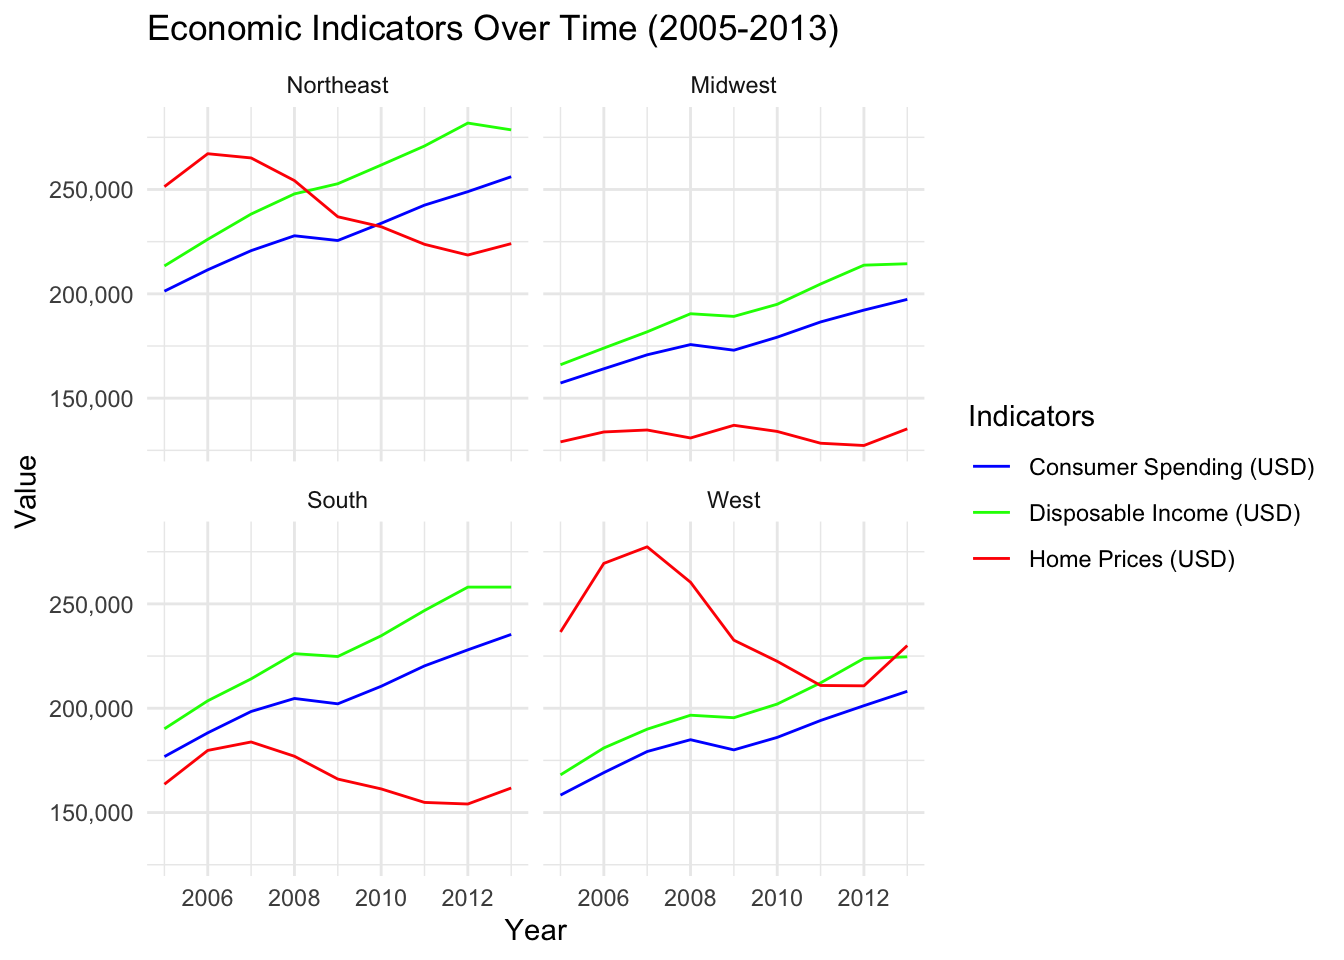 Economic Indicators Over Time (2005-2013)
Northeast
Midwest
250,000
200,000
150,000
South
West
250,000
200,000
150,000
2006 2008 2010 2012
2006 2008 2010 2012
Year
Value
Indicators
Consumer Spending (USD)
Disposable Income (USD)
Home Prices (USD)